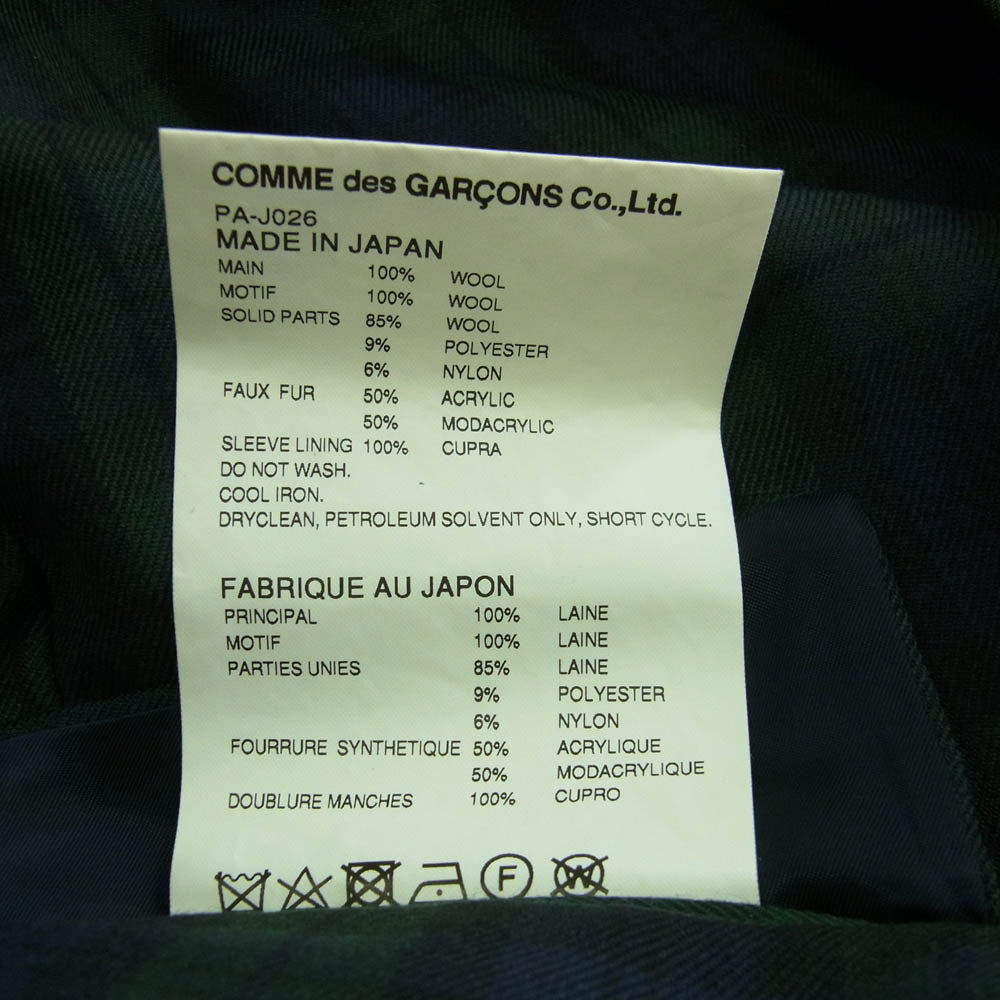 COMME des GARÇONS Co.,Ltd.
PA-J026
MADE IN JAPAN
MAIN 100% WOOL
MOTIF 100% WOOL
SOLID PARTS 85% WOOL
9% POLYESTER
6% NYLON
FAUX FUR 50% ACRYLIC
50% MODACRYLIC
SLEEVE LINING 100% CUPRA
DO NOT WASH.
COOL IRON.
DRYCLEAN, PETROLEUM SOLVENT ONLY, SHORT CYCLE.
FABRIQUE AU JAPON
PRINCIPAL 100% LAINE
MOTIF 100% LAINE
PARTIES UNIES 85% LAINE
9% POLYESTER
6% NYLON
FOURRURE SYNTHETIQUE 50% ACRYLIQUE
50% MODACRYLIQUE
DOUBLURE MANCHES 100% CUPRO
F W